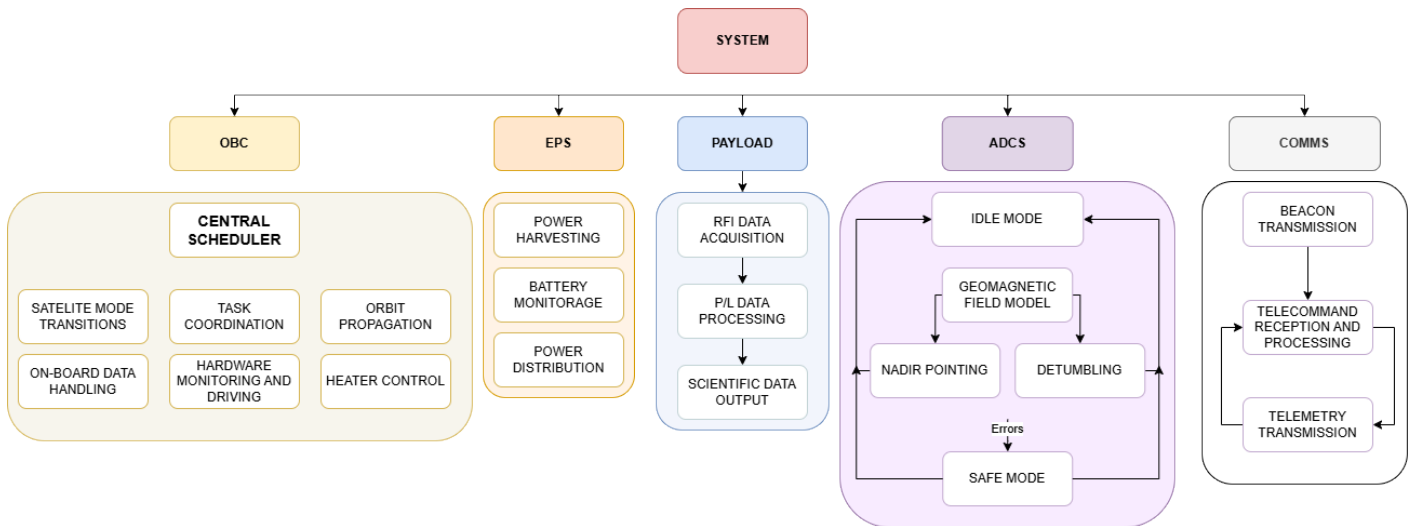 SYSTEM
OBC
EPS
PAYLOAD
ADCS
COMMS
CENTRAL
SCHEDULER
SATELITE MODE
TRANSITIONS
TASK
COORDINATION
ORBIT
PROPAGATION
ON-BOARD DATA
HANDLING
HARDWARE
MONITORING AND
DRIVING
HEATER CONTROL
POWER
HARVESTING
BATTERY
MONITORAGE
POWER
DISTRIBUTION
RFI DATA
ACQUISITION
P/L DATA
PROCESSING
SCIENTIFIC DATA
OUTPUT
IDLE MODE
GEOMAGNETIC
FIELD MODEL
NADIR POINTING
DETUMBLING
Errors
SAFE MODE
BEACON
TRANSMISSION
TELECOMMAND
RECEPTION AND
PROCESSING
TELEMETRY
TRANSMISSION